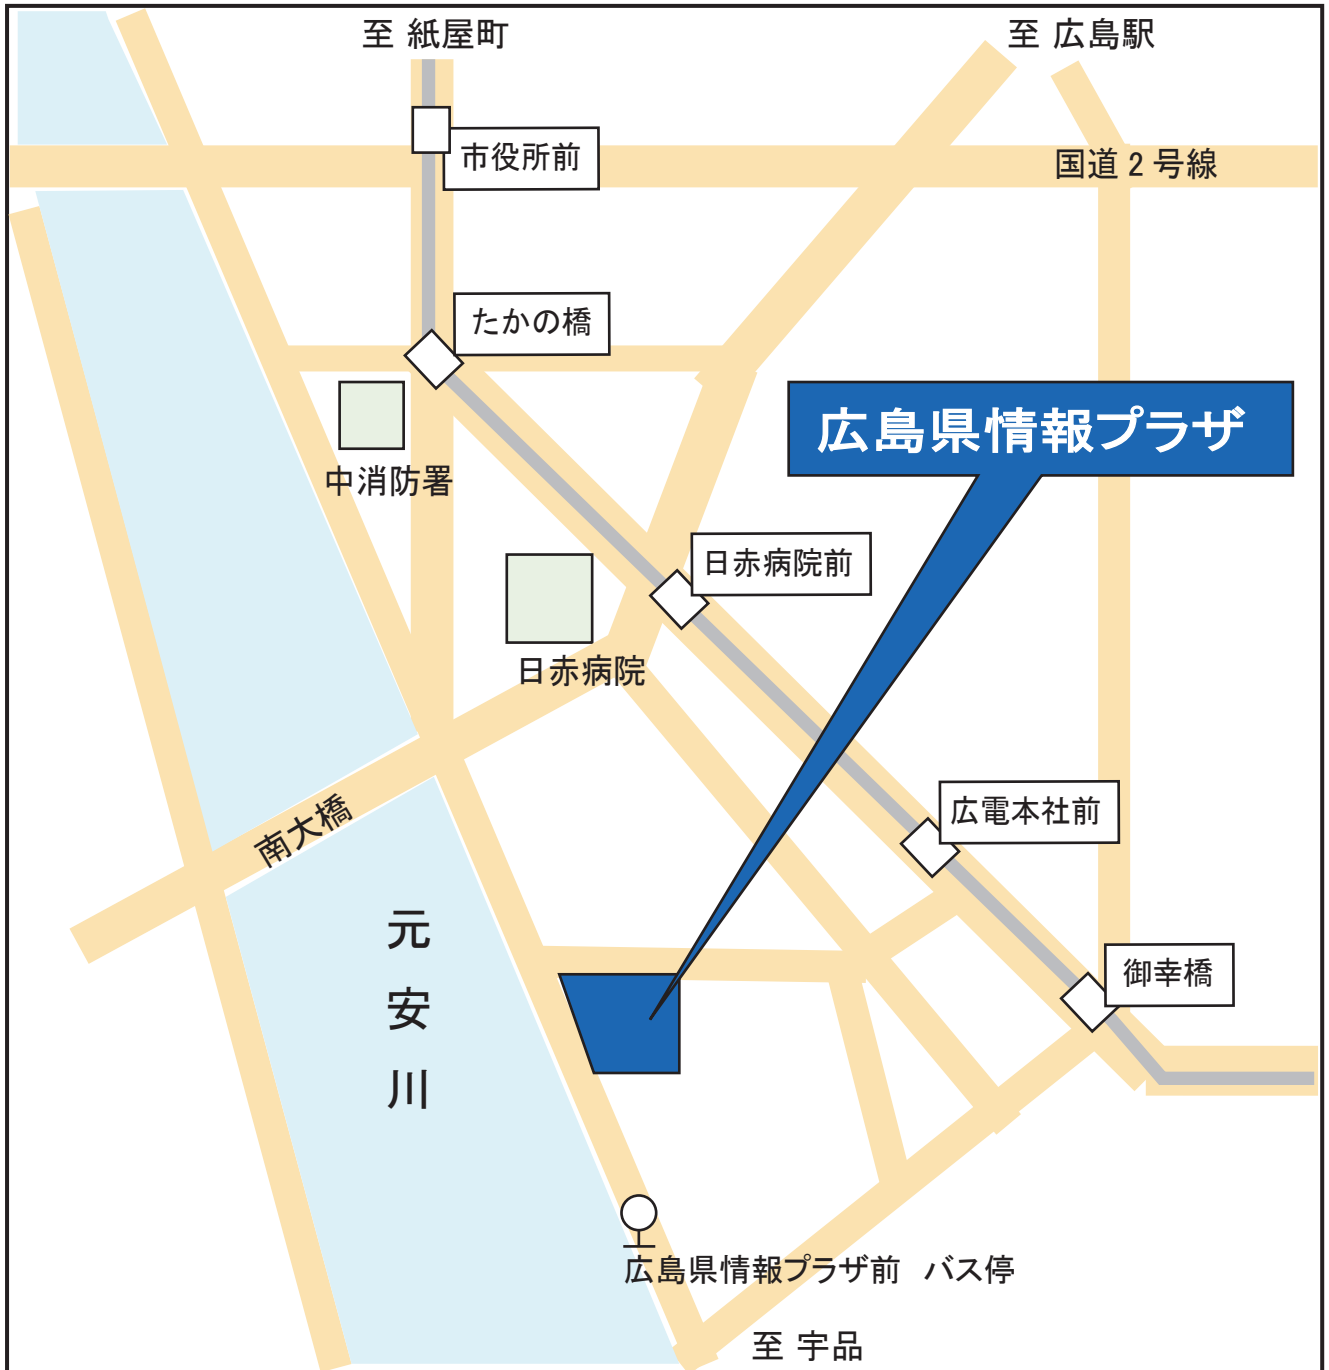 至 紙屋町
至 広島駅
市役所前
国道2号線
たかの橋
広島県情報プラザ
中消防署
日赤病院前
日赤病院
広電本社前
南大橋
元安川
御幸橋
広島県情報プラザ前　バス停
至 宇品